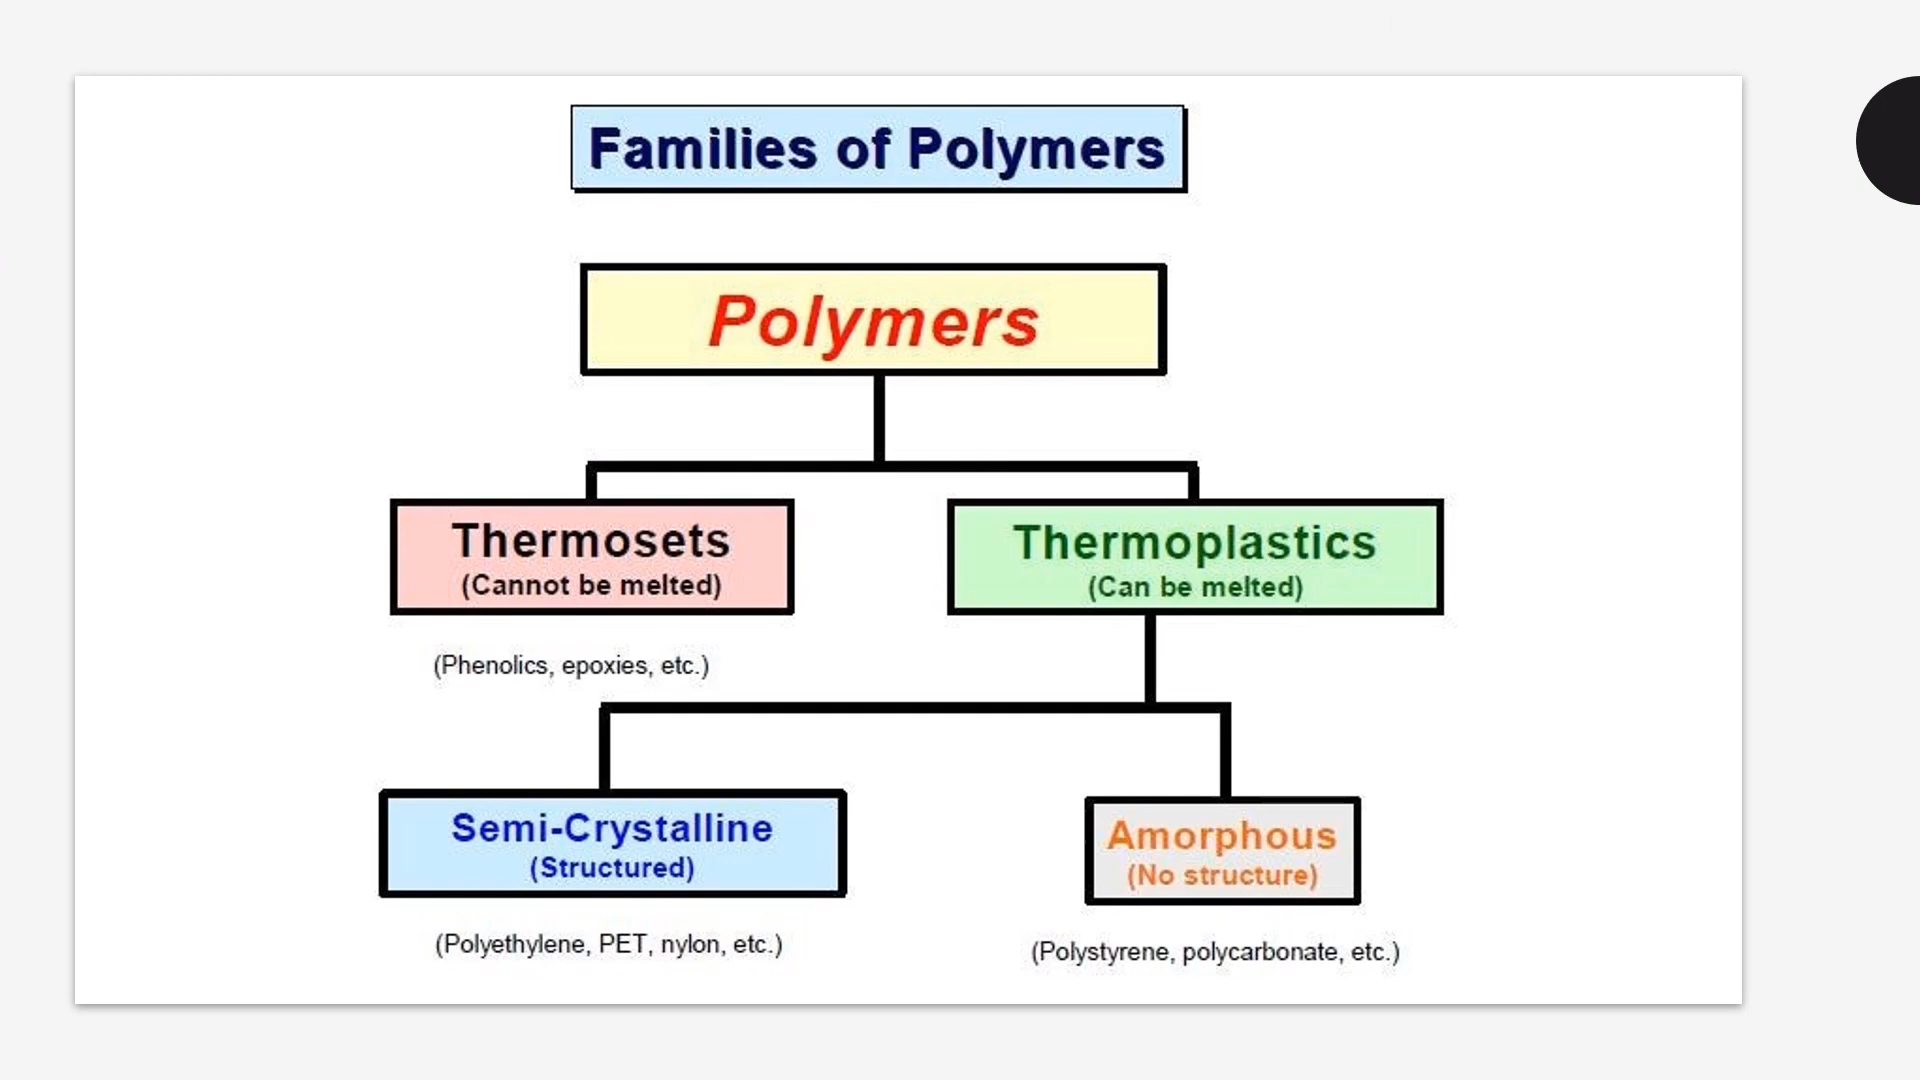 Families of Polymers
Polymers
Thermosets
(Cannot be melted)
(Phenolics, epoxies, etc.)
Thermoplastics
(Can be melted)
Semi-Crystalline
(Structured)
(Polyethylene, PET, nylon, etc.)
Amorphous
(No structure)
(Polystyrene, polycarbonate, etc.)